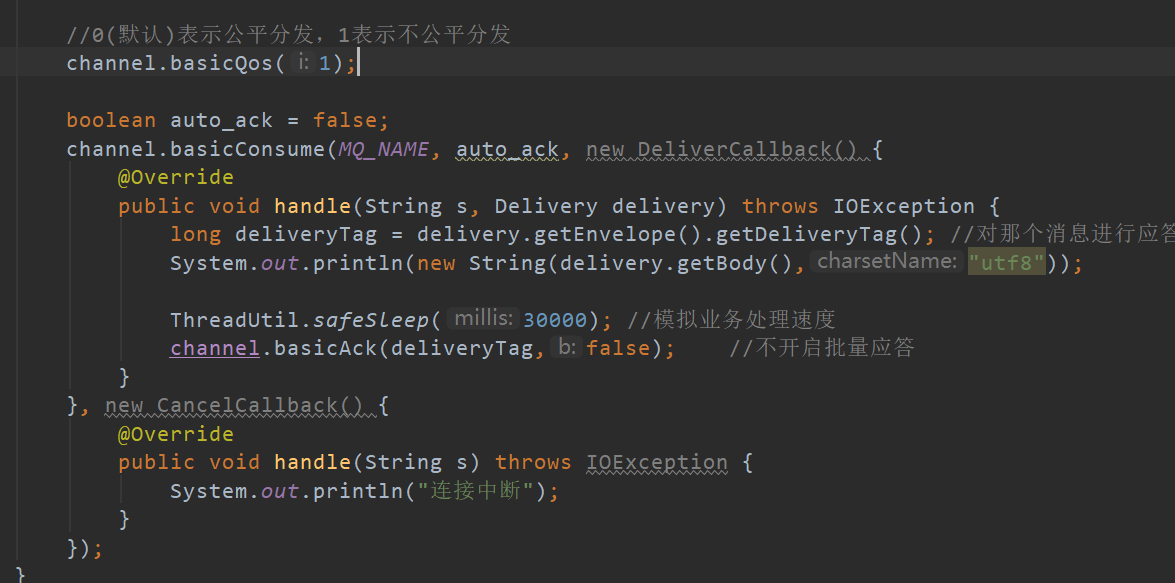 //0(默认)表示公平分发，1表示不公平分发
channel.basicQos( i: 1);
boolean auto_ack = false;
channel.basicConsume(MQ_NAME, auto_ack, new DeliverCallback() {
@Override
public void handle(String s, Delivery delivery) throws IOException {
long deliveryTag = delivery.getEnvelope().getDeliveryTag(); //对那个消息进行应答
System.out.println(new String(delivery.getBody(), charsetName: "utf8"));
ThreadUtil.safeSleep( millis: 30000); //模拟业务处理速度
channel.basicAck(deliveryTag, b: false); //不开启批量应答
}
}, new CancelCallback() {
@Override
public void handle(String s) throws IOException {
System.out.println("连接中断");
}
});
}